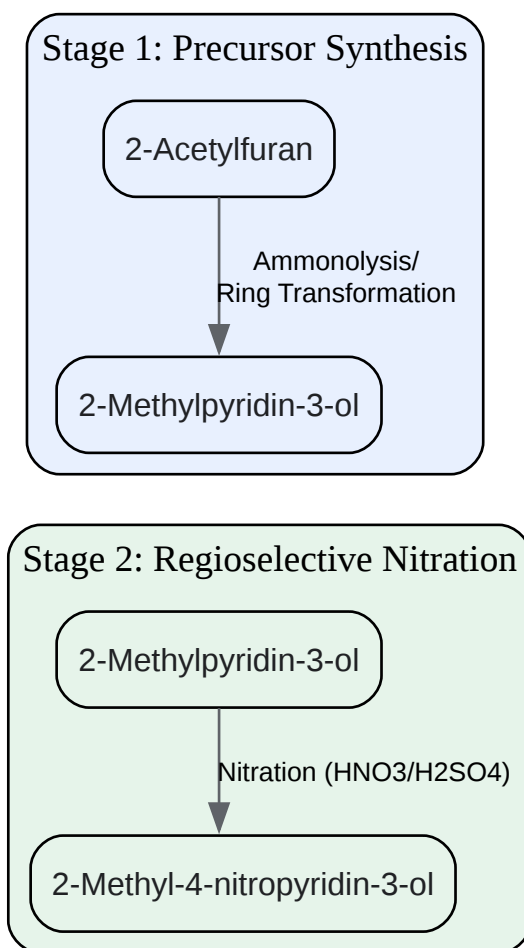 Stage 1: Precursor Synthesis
2-Acetylfuran
Ammonolysis/
Ring Transformation
2-Methylpyridin-3-ol
Stage 2: Regioselective Nitration
2-Methylpyridin-3-ol
Nitration (HNO3/H2SO4)
2-Methyl-4-nitropyridin-3-ol